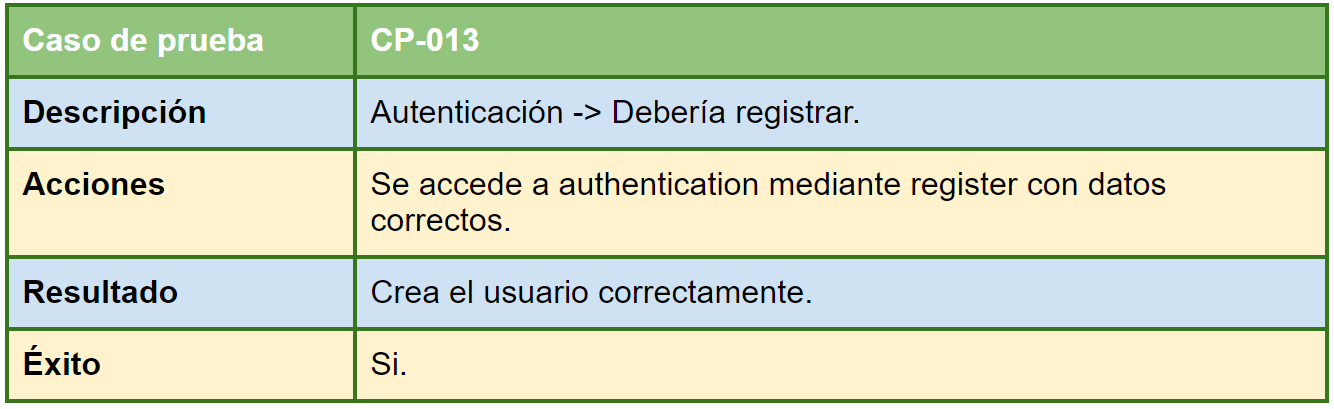 Caso de prueba CP-013
Descripción Autenticación -> Debería registrar.
Acciones Se accede a authentication mediante register con datos
correctos.
Resultado Crea el usuario correctamente.
Éxito Si.